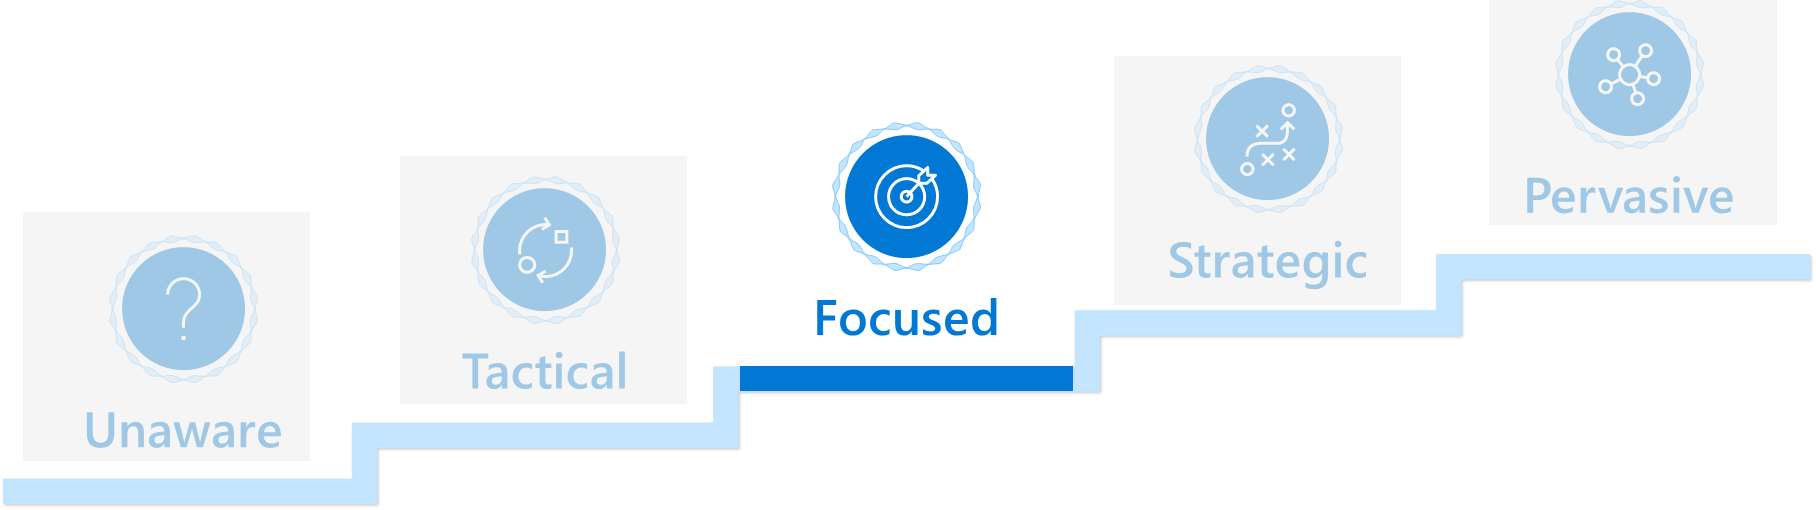 Unaware
Tactical
Focused
Strategic
Pervasive